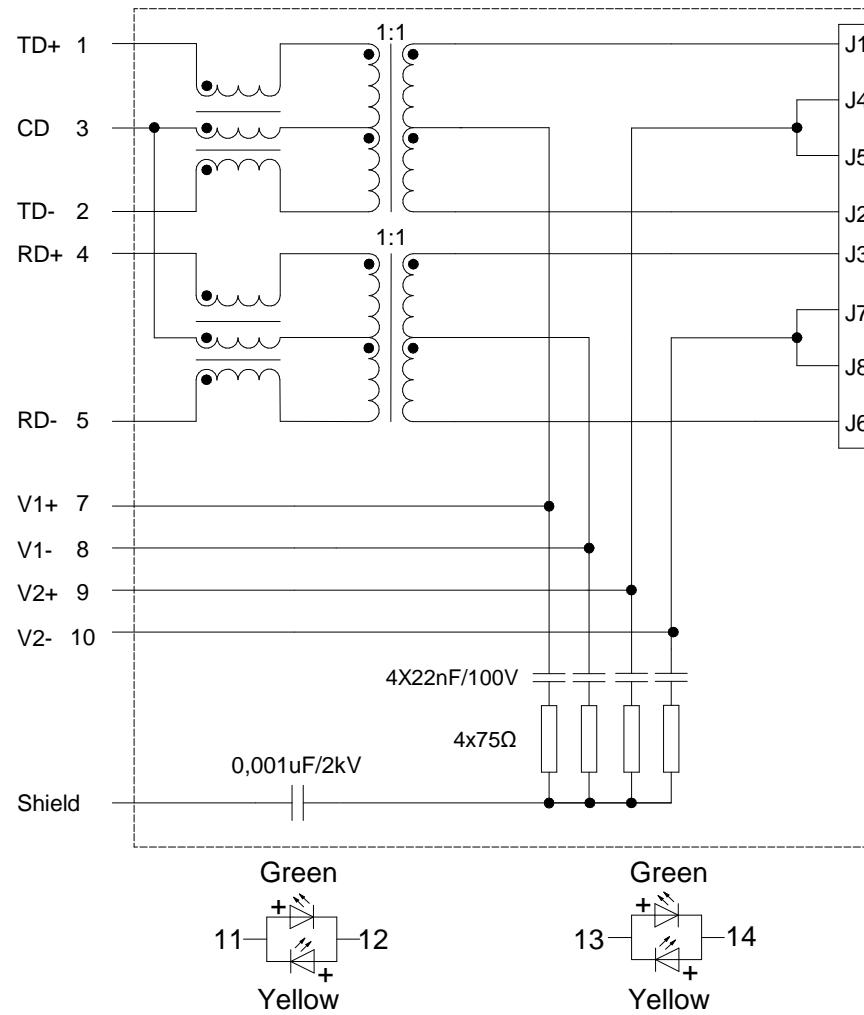 1:1
TD+ 1
J1
J4
CD 3
J5
TD- 2
J2
1:1
RD+ 4
J3
J7
J8
RD- 5
J6
V1+ 7
V1- 8
V2+ 9
V2- 10
4X22nF/100V
4x75Ω
0,001uF/2kV
Shield
Green
+
11
12
+
Yellow
Green
+
13
14
+
Yellow